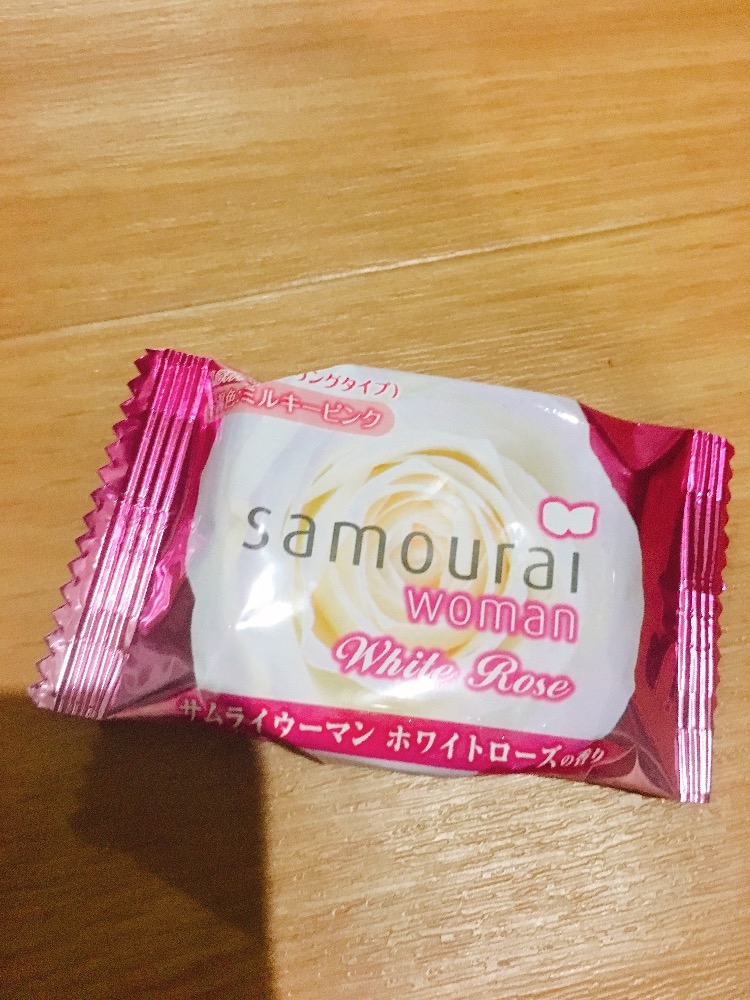 ングタイプ)
色:ミルキーピンク
samourai
woman
White Rose
サムライウーマン ホワイトローズの香り